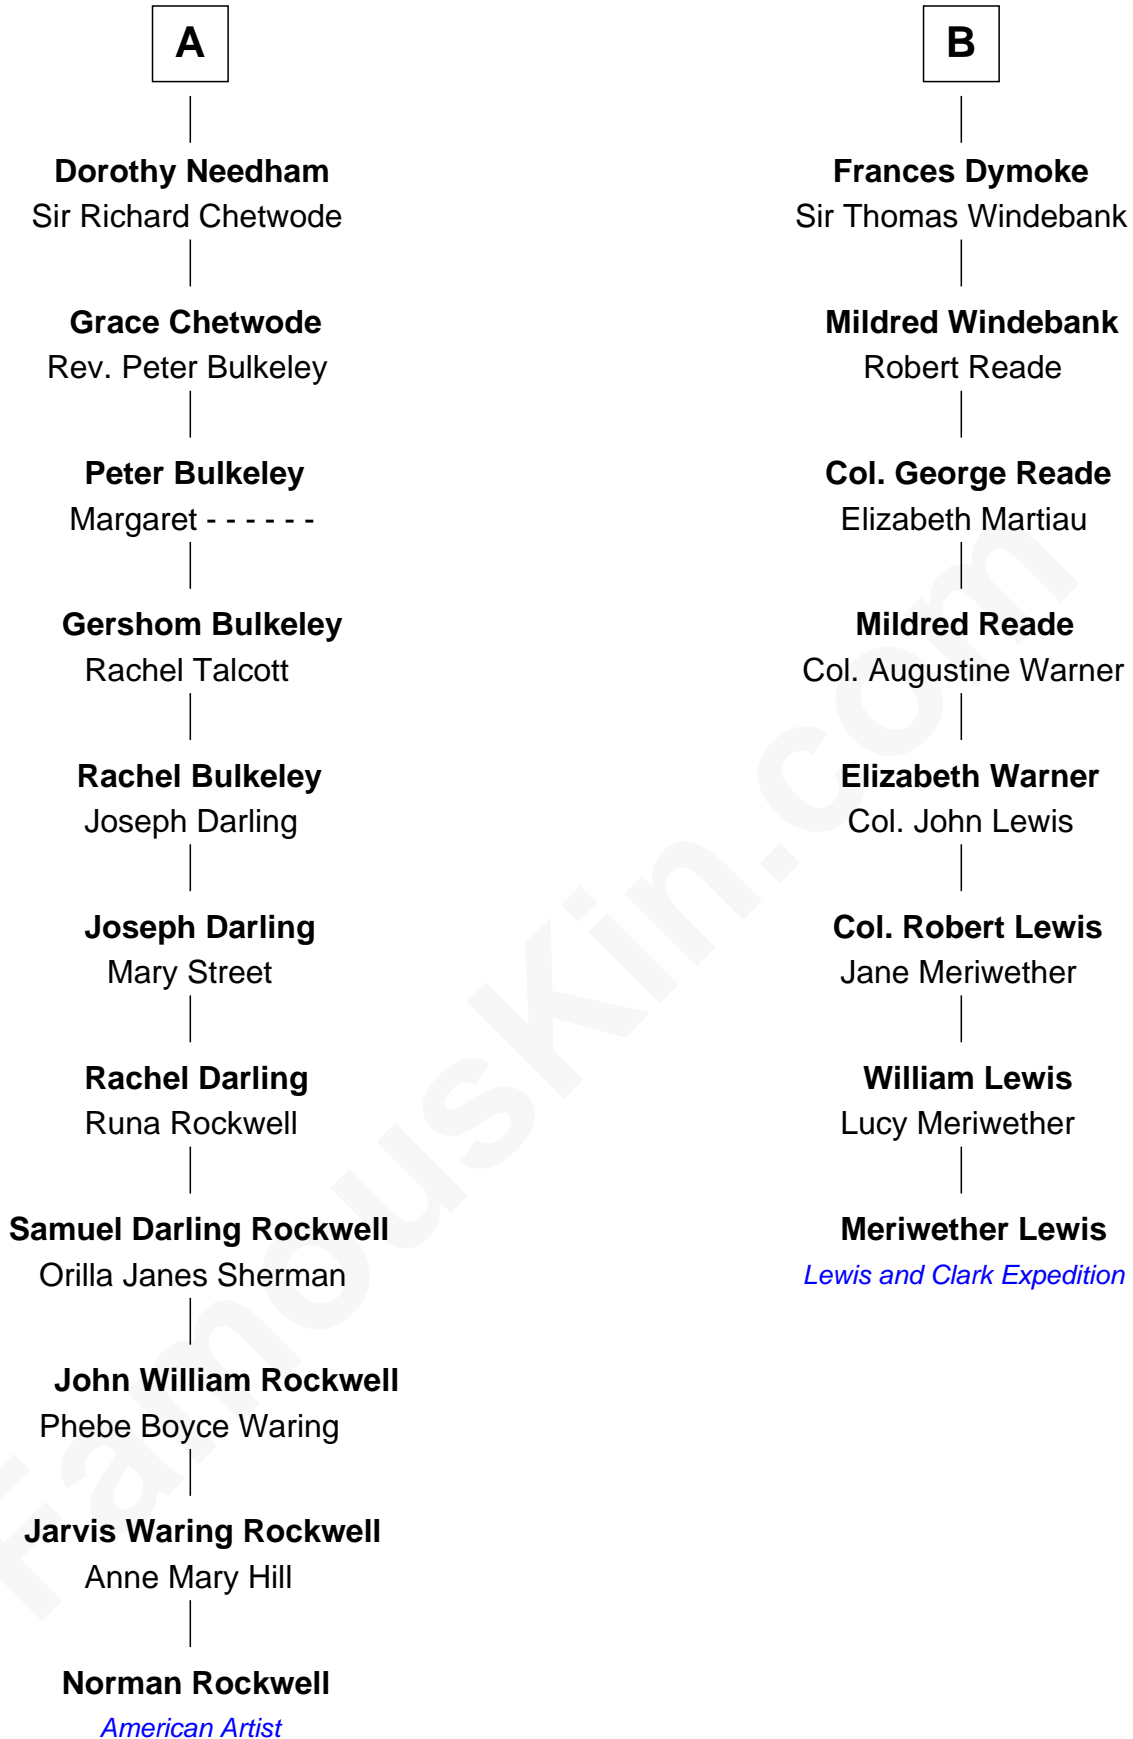 A
Dorothy Needham
Sir Richard Chetwode
Grace Chetwode
Rev. Peter Bulkeley
Peter Bulkeley
Margaret - - - - - -
Gershom Bulkeley
Rachel Talcott
Rachel Bulkeley
Joseph Darling
Joseph Darling
Mary Street
Rachel Darling
Runa Rockwell
Samuel Darling Rockwell
Orilla Janes Sherman
John William Rockwell
Phebe Boyce Waring
Jarvis Waring Rockwell
Anne Mary Hill
Norman Rockwell
American Artist
B
Frances Dymoke
Sir Thomas Windebank
Mildred Windebank
Robert Reade
Col. George Reade
Elizabeth Martiau
Mildred Reade
Col. Augustine Warner
Elizabeth Warner
Col. John Lewis
Col. Robert Lewis
Jane Meriwether
William Lewis
Lucy Meriwether
Meriwether Lewis
Lewis and Clark Expedition
FamousKin.com